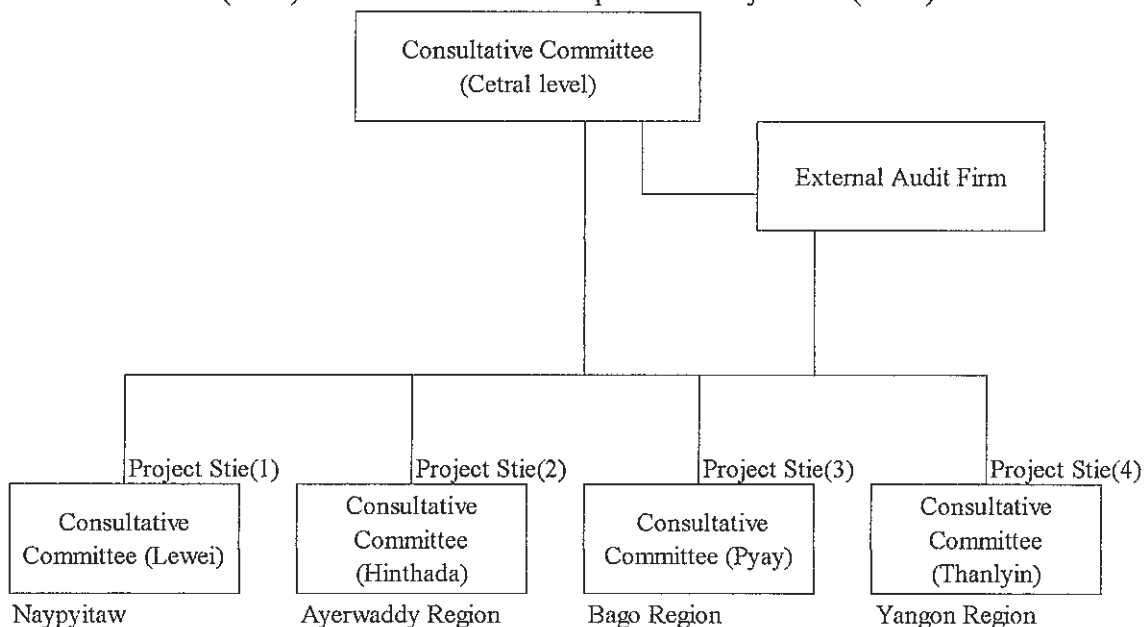 Consultative Committee
(Cetral level)
External Audit Firm
Project Stie(1)
Project Stie(2)
Project Stie(3)
Project Stie(4)
Consultative
Committee (Lewei)
Consultative
Committee
(Hinthada)
Consultative
Committee (Pyay)
Consultative
Committee
(Thanlyin)
Naypyitaw
Ayerwaddy Region
Bago Region
Yangon Region